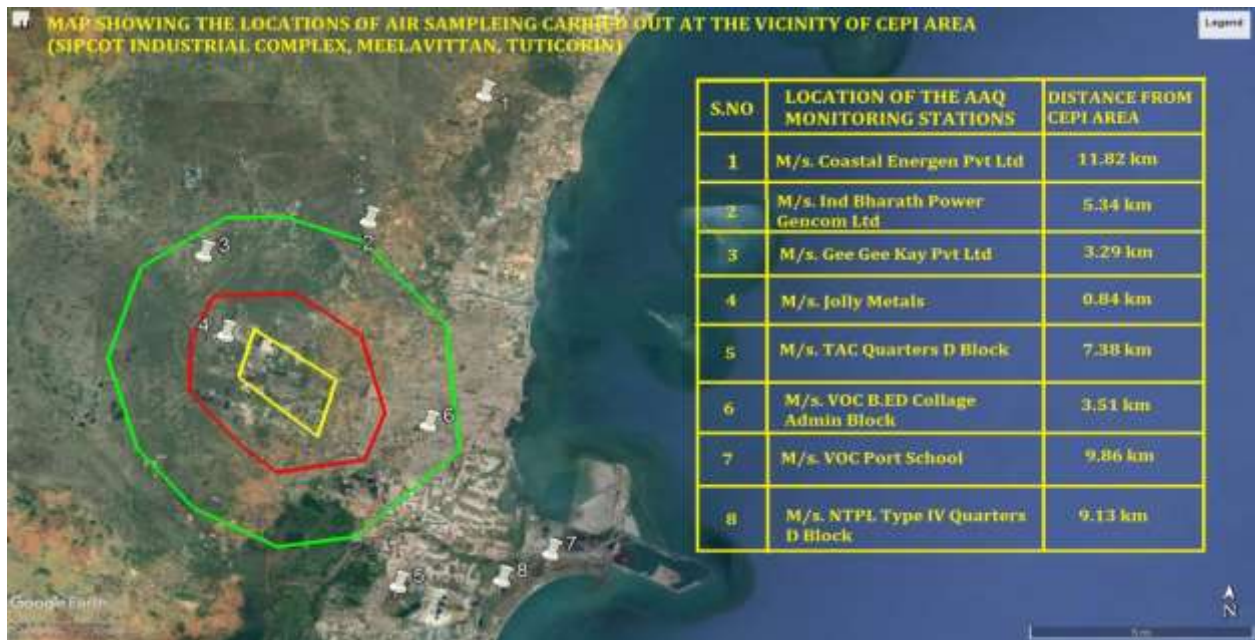 MAP SHOWING THE LOCATIONS OF AIR SAMPLEING CARRIED OUT AT THE VICINITY OF CEPI AREA
(SIPCOT INDUSTRIAL COMPLEX, MEELAVITTAN, TUTICORIN)
Legend
S.NO LOCATION OF THE AAQ MONITORING STATIONS DISTANCE FROM CEPI AREA
1 M/s. Coastal Energen Pvt Ltd 11.82 km
2 M/s. Ind Bharath Power Gencom Ltd 5.34 km
3 M/s. Gee Gee Kay Pvt Ltd 3.29 km
4 M/s. Jolly Metals 0.84 km
5 M/s. TAC Quarters D Block 7.38 km
6 M/s. VOC B.ED Collage Admin Block 3.51 km
7 M/s. VOC Port School 9.86 km
8 M/s. NTPL Type IV Quarters D Block 9.13 km
1
2
3
4
6
7
8
5
Google Earth
N